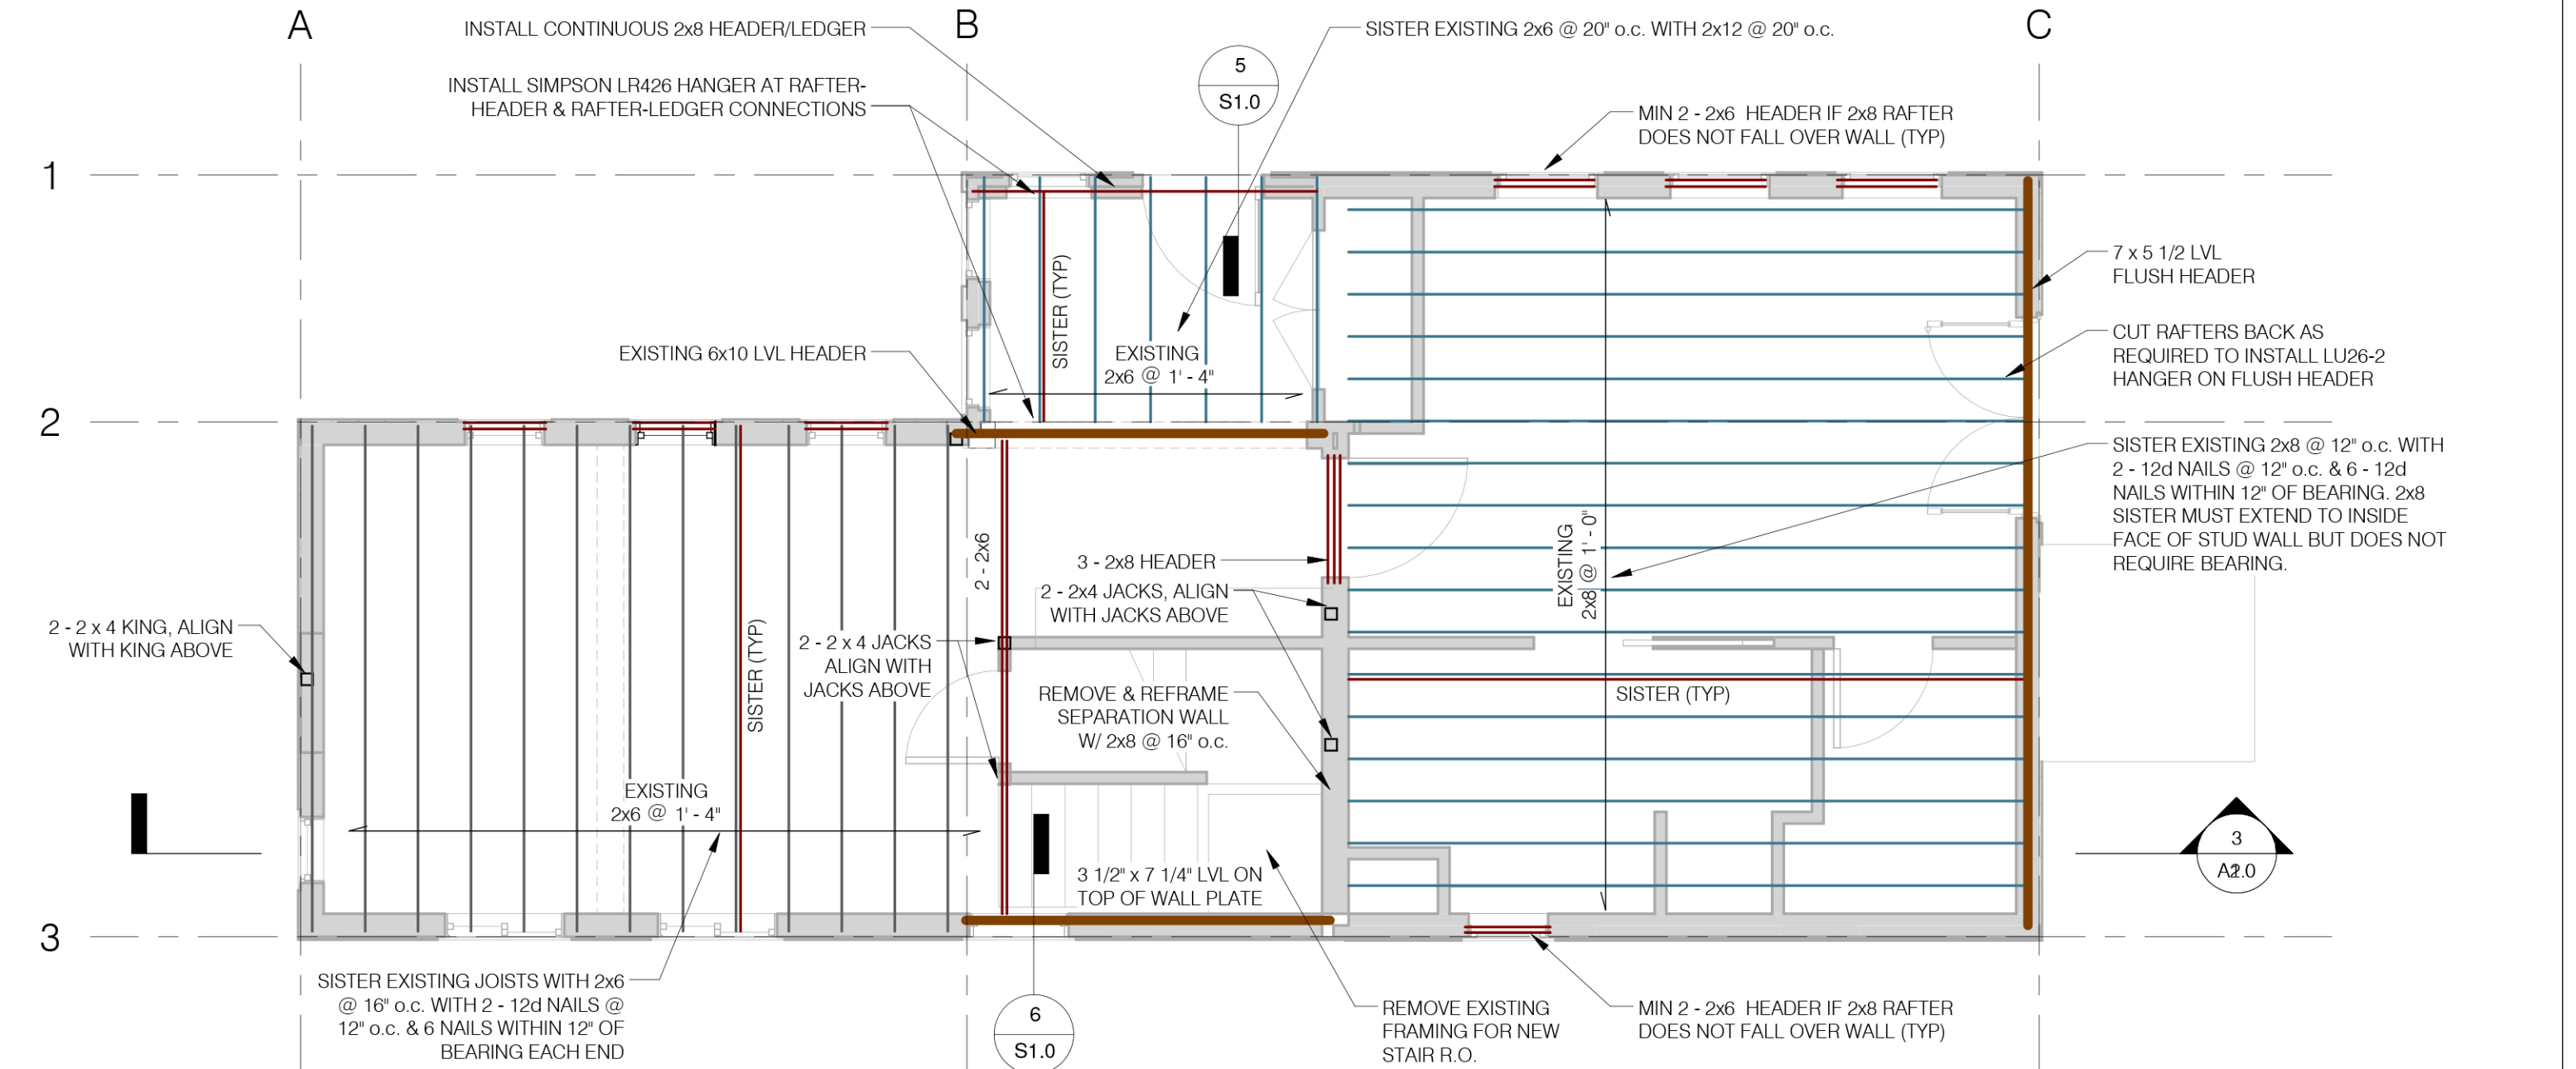 A
B
C
1
2
3
INSTALL CONTINUOUS 2x8 HEADER/LEDGER
INSTALL SIMPSON LR426 HANGER AT RAFTER-
HEADER & RAFTER-LEDGER CONNECTIONS
5
S1.0
SISTER EXISTING 2x6 @ 20" o.c. WITH 2x12 @ 20" o.c.
MIN 2 - 2x6 HEADER IF 2x8 RAFTER
DOES NOT FALL OVER WALL (TYP)
7 x 5 1/2 LVL
FLUSH HEADER
CUT RAFTERS BACK AS
REQUIRED TO INSTALL LU26-2
HANGER ON FLUSH HEADER
SISTER EXISTING 2x8 @ 12" o.c. WITH
2 - 12d NAILS @ 12" o.c. & 6 - 12d
NAILS WITHIN 12" OF BEARING. 2x8
SISTER MUST EXTEND TO INSIDE
FACE OF STUD WALL BUT DOES NOT
REQUIRE BEARING.
EXISTING 6x10 LVL HEADER
SISTER (TYP)
EXISTING
2x6 @ 1' - 4"
2 - 2x6
3 - 2x8 HEADER
2 - 2x4 JACKS, ALIGN
WITH JACKS ABOVE
EXISTING
2x8 @ 1' - 0"
2 - 2 x 4 KING, ALIGN
WITH KING ABOVE
SISTER (TYP)
2 - 2 x 4 JACKS
ALIGN WITH
JACKS ABOVE
REMOVE & REFRAME
SEPARATION WALL
W/ 2x8 @ 16" o.c.
SISTER (TYP)
EXISTING
2x6 @ 1' - 4"
3 1/2" x 7 1/4" LVL ON
TOP OF WALL PLATE
3
SISTER EXISTING JOISTS WITH 2x6
@ 16" o.c. WITH 2 - 12d NAILS @
12" o.c. & 6 NAILS WITHIN 12" OF
BEARING EACH END
6
S1.0
REMOVE EXISTING
FRAMING FOR NEW
STAIR R.O.
MIN 2 - 2x6 HEADER IF 2x8 RAFTER
DOES NOT FALL OVER WALL (TYP)